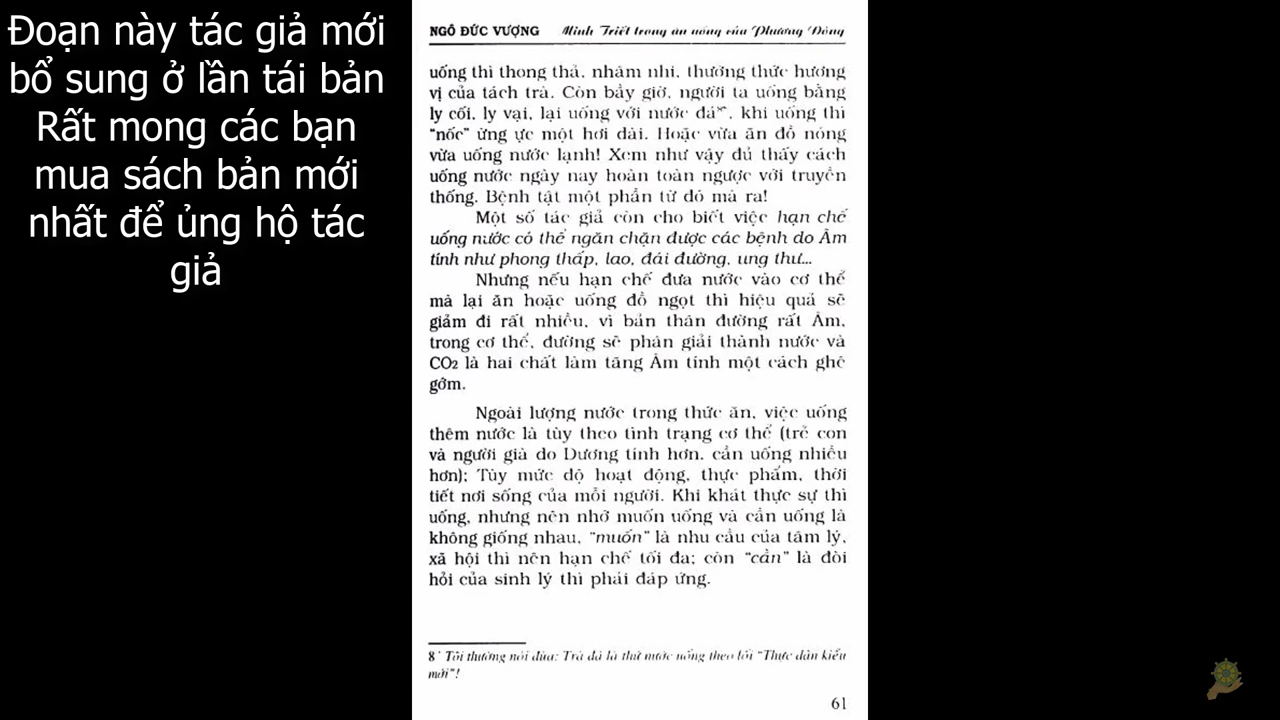 Đoạn này tác giả mới
bổ sung ở lần tái bản
Rất mong các bạn
mua sách bản mới
nhất để ủng hộ tác
giả
NGÔ ĐỨC VƯỢNG Minh Triết trong ăn uống của Phương Đông
uống thì thong thả, nhâm nhi, thưởng thức hương
vị của tách trà. Còn bây giờ, người ta uống bằng
ly cối, ly vại, lại uống với nước đá8*, khi uống thì
"nốc" ừng ực một hơi dài. Hoặc vừa ăn đồ nóng
vừa uống nước lạnh! Xem như vậy đủ thấy cách
uống nước ngày nay hoàn toàn ngược với truyền
thống. Bệnh tật một phần từ đó mà ra!
Một số tác giả còn cho biết việc hạn chế
uống nước có thể ngăn chặn được các bệnh do Âm
tính như phong thấp, lao, đái đường, ung thư...
Nhưng nếu hạn chế đưa nước vào cơ thể
mà lại ăn hoặc uống đồ ngọt thì hiệu quả sẽ
giảm đi rất nhiều, vì bản thân đường rất Âm,
trong cơ thể, đường sẽ phân giải thành nước và
CO2 là hai chất làm tăng Âm tính một cách ghê
gớm.
Ngoài lượng nước trong thức ăn, việc uống
thêm nước là tùy theo tình trạng cơ thể (trẻ con
và người già do Dương tính hơn, cần uống nhiều
hơn); Tùy mức độ hoạt động, thực phẩm, thời
tiết nơi sống của mỗi người. Khi khát thực sự thì
uống, nhưng nên nhớ muốn uống và cần uống là
không giống nhau, "muốn" là nhu cầu của tâm lý,
xã hội thì nên hạn chế tối đa; còn "cần" là đòi
hỏi của sinh lý thì phải đáp ứng.
8* Tôi thường nói đùa: Trà đá là thứ nước uống theo lối "Thực dân kiểu
mới"!
61